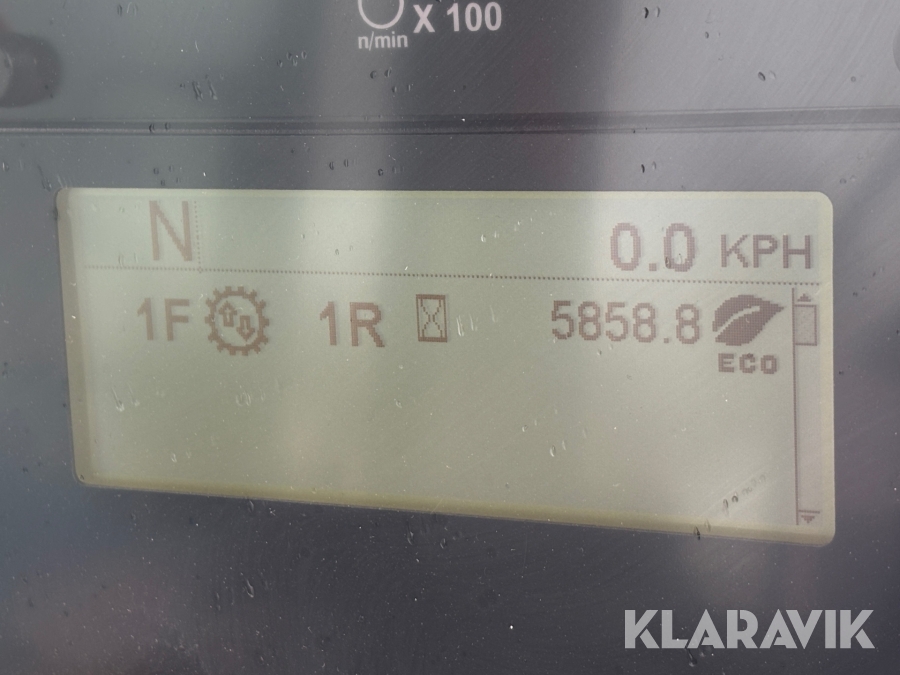 X 100
n/min
N 0.0 KPH
1F 1R 5858.8
ECO
KLARAVIK